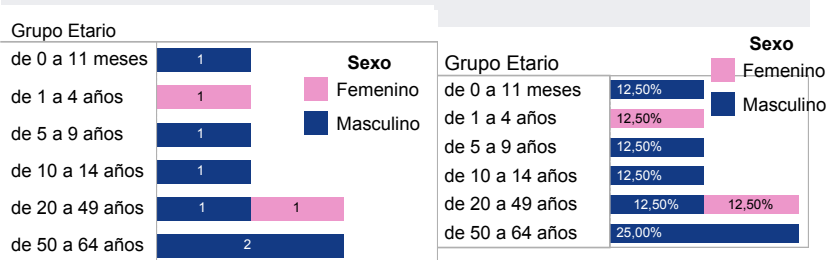 Grupo Etario
de 0 a 11 meses 1
de 1 a 4 años 1
de 5 a 9 años 1
de 10 a 14 años 1
de 20 a 49 años 1 1
de 50 a 64 años 2
Sexo
Femenino
Masculino
Grupo Etario
de 0 a 11 meses 12,50%
de 1 a 4 años 12,50%
de 5 a 9 años 12,50%
de 10 a 14 años 12,50%
de 20 a 49 años 12,50% 12,50%
de 50 a 64 años 25,00%
Sexo
Femenino
Masculino